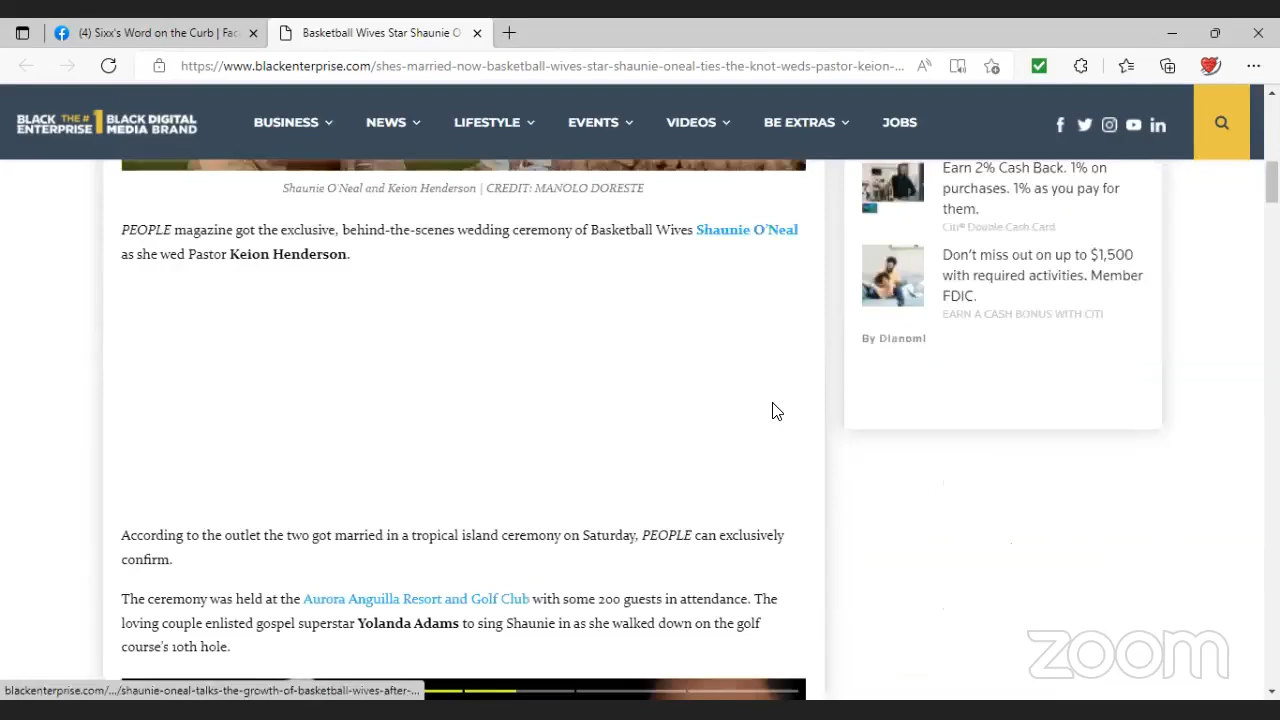 (4) Sixx's Word on the Curb | Fac
Basketball Wives Star Shaunie O
https://www.blackenterprise.com/shes-married-now-basketball-wives-star-shaunie-oneal-ties-the-knot-weds-pastor-keion-...
BLACK THE # 1 BLACK DIGITAL
ENTERPRISE MEDIA BRAND
BUSINESS
NEWS
LIFESTYLE
EVENTS
VIDEOS
BE EXTRAS
JOBS
Shaunie O'Neal and Keion Henderson | CREDIT: MANOLO DORESTE
PEOPLE magazine got the exclusive, behind-the-scenes wedding ceremony of Basketball Wives Shaunie O'Neal
as she wed Pastor Keion Henderson.
According to the outlet the two got married in a tropical island ceremony on Saturday, PEOPLE can exclusively
confirm.
The ceremony was held at the Aurora Anguilla Resort and Golf Club with some 200 guests in attendance. The
loving couple enlisted gospel superstar Yolanda Adams to sing Shaunie in as she walked down on the golf
course's 10th hole.
Earn 2% Cash Back. 1% on
purchases. 1% as you pay for
them.
Citi® Double Cash Card
Don't miss out on up to $1,500
with required activities. Member
FDIC.
EARN A CASH BONUS WITH CITI
By Dianomi
blackenterprise.com/.../shaunie-oneal-talks-the-growth-of-basketball-wives-after-...
zoom